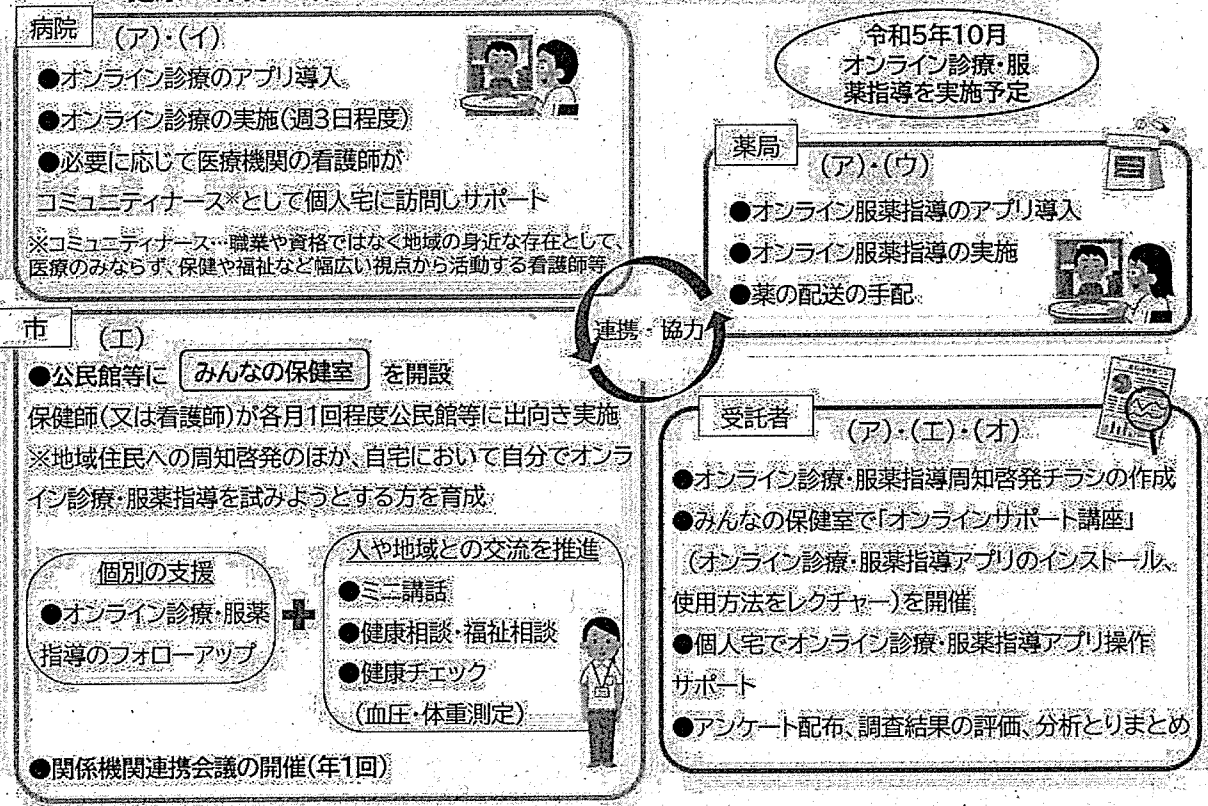 病院
(ア)・(イ)
●オンライン診療のアプリ導入
●オンライン診療の実施(週3日程度)
●必要に応じて医療機関の看護師が
コミュニティナース※として個人宅に訪問しサポート
※コミュニティナース…職業や資格ではなく地域の身近な存在として、
医療のみならず、保健や福祉など幅広い視点から活動する看護師等
令和5年10月
オンライン診療・服
薬指導を実施予定
薬局
(ア)・(ウ)
●オンライン服薬指導のアプリ導入
●オンライン服薬指導の実施
●薬の配送の手配
連携・協力
市
(エ)
●公民館等に みんなの保健室 を開設
保健師(又は看護師)が各月1回程度公民館等に出向き実施
※地域住民への周知啓発のほか、自宅において自分でオンラ
イン診療・服薬指導を試みようとする方を育成
個別の支援
●オンライン診療・服薬
指導のフォローアップ
人や地域との交流を推進
●ミニ講話
●健康相談・福祉相談
●健康チェック
(血圧・体重測定)
●関係機関連携会議の開催(年1回)
受託者
(ア)・(エ)・(オ)
●オンライン診療・服薬指導周知啓発チラシの作成
●みんなの保健室で「オンラインサポート講座」
(オンライン診療・服薬指導アプリのインストール、
使用方法をレクチャー)を開催
●個人宅でオンライン診療・服薬指導アプリ操作
サポート
●アンケート配布、調査結果の評価、分析とりまとめ